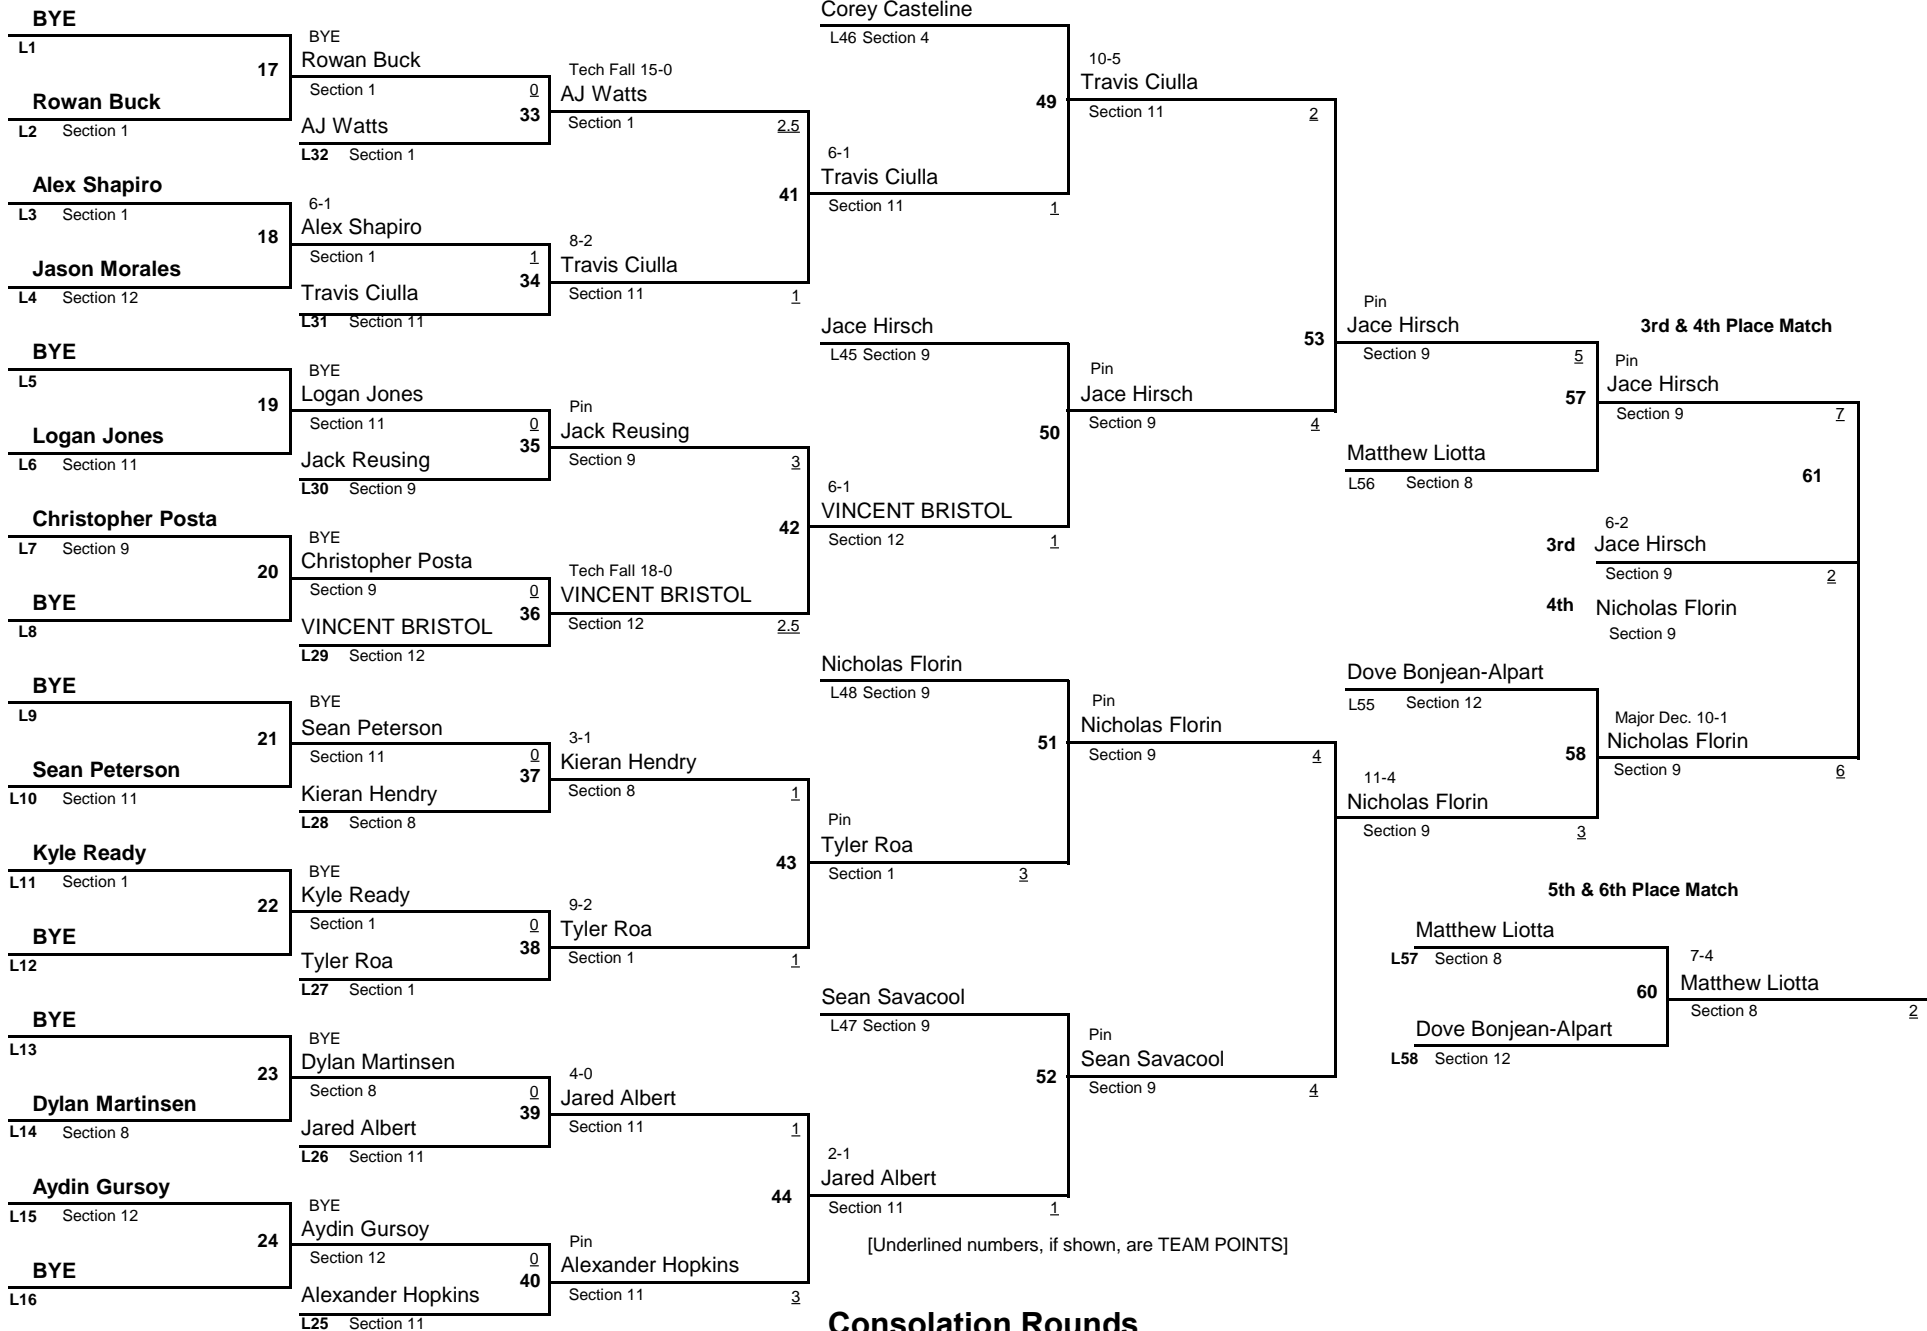 BYE
L1
17
Rowan Buck
L2 Section 1
Alex Shapiro
L3 Section 1
18
Jason Morales
L4 Section 12
BYE
L5
19
Logan Jones
L6 Section 11
Christopher Posta
L7 Section 9
20
BYE
L8
BYE
L9
21
Sean Peterson
L10 Section 11
Kyle Ready
L11 Section 1
22
BYE
L12
BYE
L13
23
Dylan Martinsen
L14 Section 8
Aydin Gursoy
L15 Section 12
24
BYE
L16
BYE
Rowan Buck
Section 1 0
33
AJ Watts
L32 Section 1
6-1
Alex Shapiro
Section 1 1
34
Travis Ciulla
L31 Section 11
BYE
Logan Jones
Section 11 0
35
Jack Reusing
L30 Section 9
BYE
Christopher Posta
Section 9 0
36
VINCENT BRISTOL
L29 Section 12
BYE
Sean Peterson
Section 11 0
37
Kieran Hendry
L28 Section 8
BYE
Kyle Ready
Section 1 0
38
Tyler Roa
L27 Section 1
BYE
Dylan Martinsen
Section 8 0
39
Jared Albert
L26 Section 11
BYE
Aydin Gursoy
Section 12 0
40
Alexander Hopkins
L25 Section 11
Tech Fall 15-0
AJ Watts
Section 1 2.5
41
8-2
Travis Ciulla
Section 11 1
Pin
Jack Reusing
Section 9 3
42
Tech Fall 18-0
VINCENT BRISTOL
Section 12 2.5
3-1
Kieran Hendry
Section 8 1
43
9-2
Tyler Roa
Section 1 1
4-0
Jared Albert
Section 11 1
44
Pin
Alexander Hopkins
Section 11 3
Corey Casteline
L46 Section 4
49
6-1
Travis Ciulla
Section 11 1
Jace Hirsch
L45 Section 9
50
6-1
VINCENT BRISTOL
Section 12 1
Nicholas Florin
L48 Section 9
51
Pin
Tyler Roa
Section 1 3
Sean Savacool
L47 Section 9
52
2-1
Jared Albert
Section 11 1
10-5
Travis Ciulla
Section 11 2
53
Pin
Jace Hirsch
Section 9 4
Pin
Nicholas Florin
Section 9 4
Pin
Sean Savacool
Section 9 4
Pin
Jace Hirsch
Section 9 5
57
Matthew Liotta
L56 Section 8
Dove Bonjean-Alpart
L55 Section 12
58
11-4
Nicholas Florin
Section 9 3
3rd & 4th Place Match
Pin
Jace Hirsch
Section 9 7
61
6-2
3rd Jace Hirsch
Section 9 2
4th Nicholas Florin
Section 9
Major Dec. 10-1
Nicholas Florin
Section 9 6
5th & 6th Place Match
Matthew Liotta
L57 Section 8
60
Dove Bonjean-Alpart
L58 Section 12
7-4
Matthew Liotta
Section 8 2
[Underlined numbers, if shown, are TEAM POINTS]
Consolation Rounds